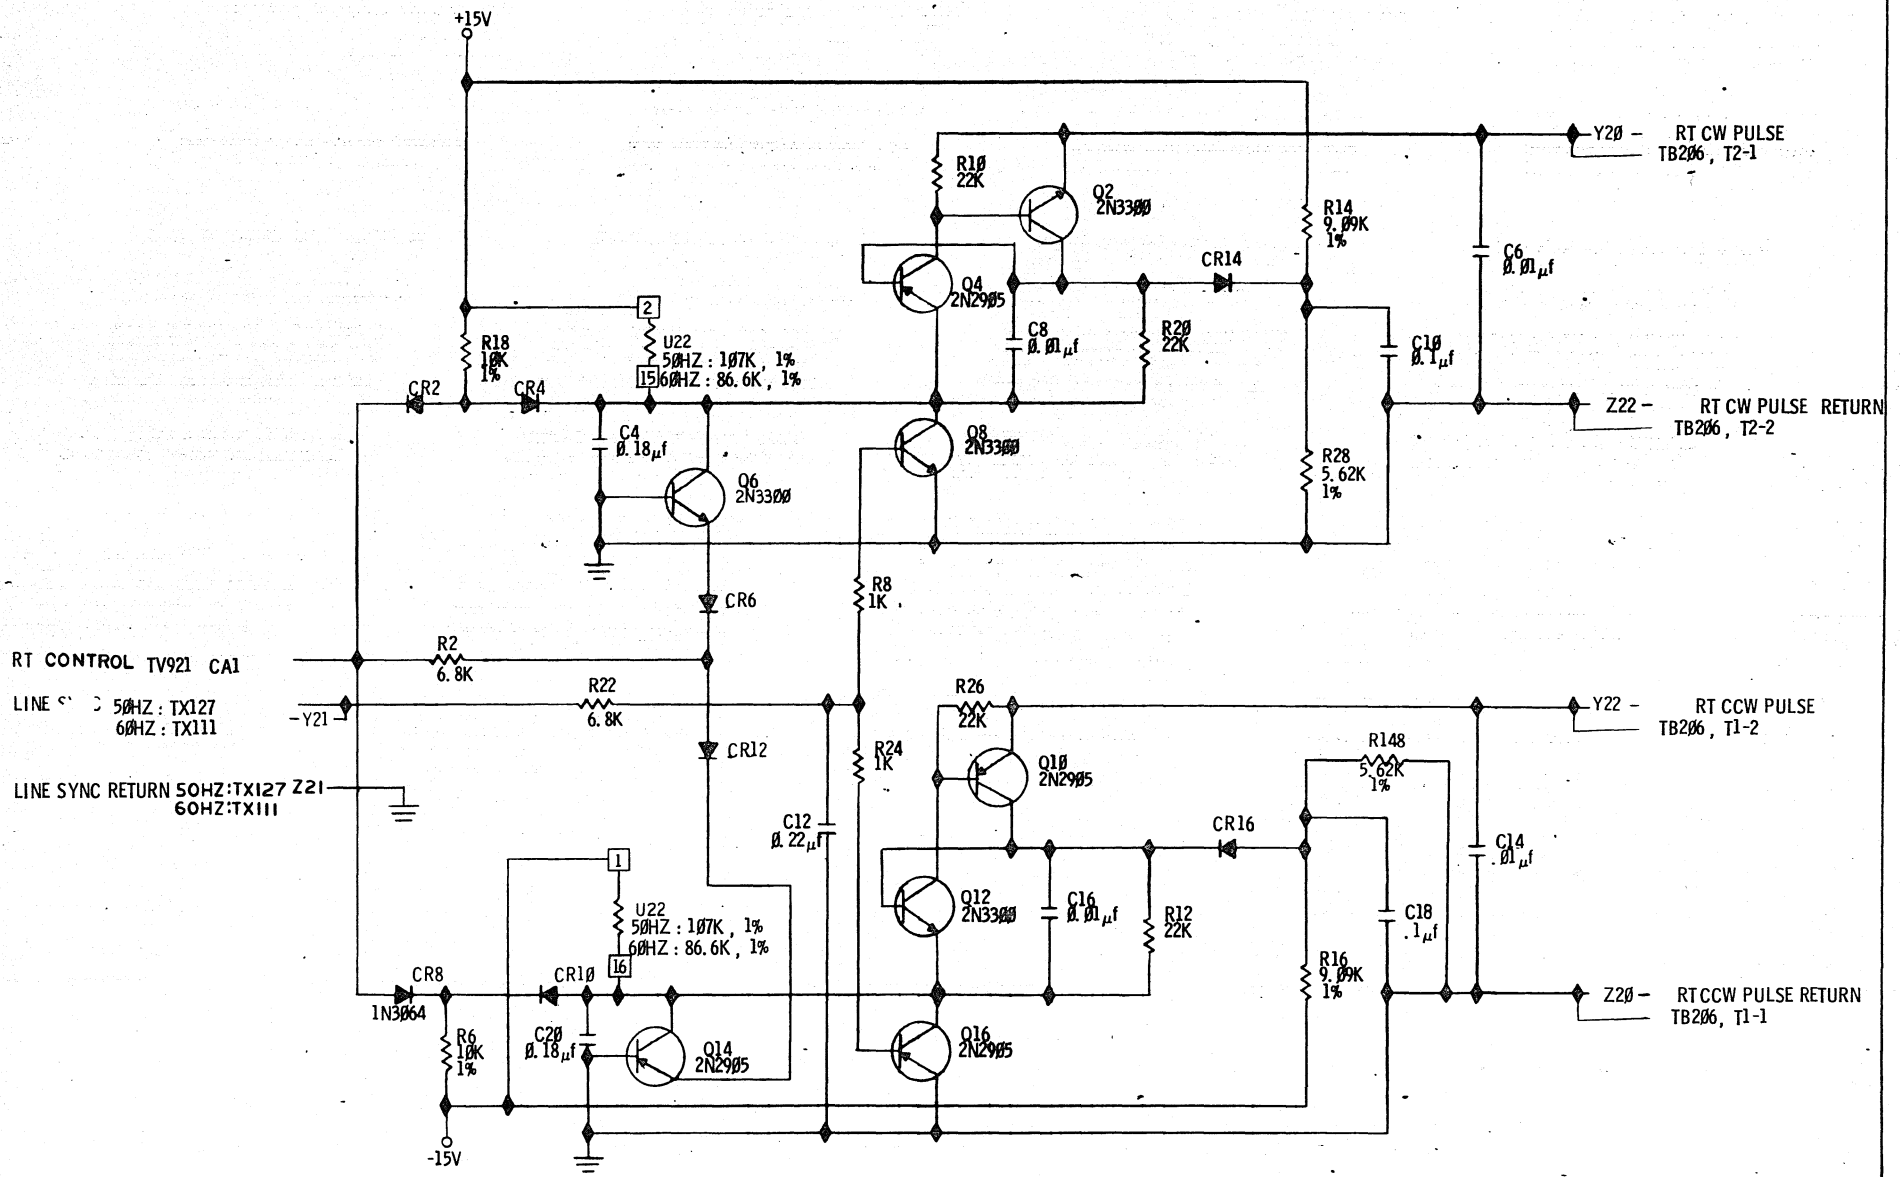 +15V
Y20 - RT CW PULSE
TB206, T2-1
R10
22K
Q2
2N3300
R14
9.09K
1%
C6
0.01µf
CR14
Q4
2N2905
2
C8
0.01µf
R20
22K
C10
0.1µf
R18
10K
1%
U22
50HZ: 107K, 1%
15
60HZ: 86.6K, 1%
CR2
CR4
Z22 - RT CW PULSE RETURN
TB206, T2-2
C4
0.18µf
Q8
2N3300
Q6
2N3300
R28
5.62K
1%
R8
1K
CR6
RT CONTROL TV921 CA1
R2
6.8K
LINE
50HZ: TX127
60HZ: TX111
-Y21-
R22
6.8K
R26
22K
Y22 - RT CCW PULSE
TB206, T1-2
CR12
R24
1K
Q10
2N2905
R148
5.62K
1%
LINE SYNC RETURN 50HZ:TX127 Z21
60HZ:TX111
C12
0.22µf
CR16
C14
.01µf
1
U22
50HZ: 107K, 1%
60HZ: 86.6K, 1%
16
Q12
2N3300
C16
0.01µf
R12
22K
C18
.1µf
R16
9.09K
1%
CR8
1N3064
CR10
Z20 - RT CCW PULSE RETURN
TB206, T1-1
R6
10K
1%
C20
0.18µf
Q14
2N2905
Q16
2N2905
-15V